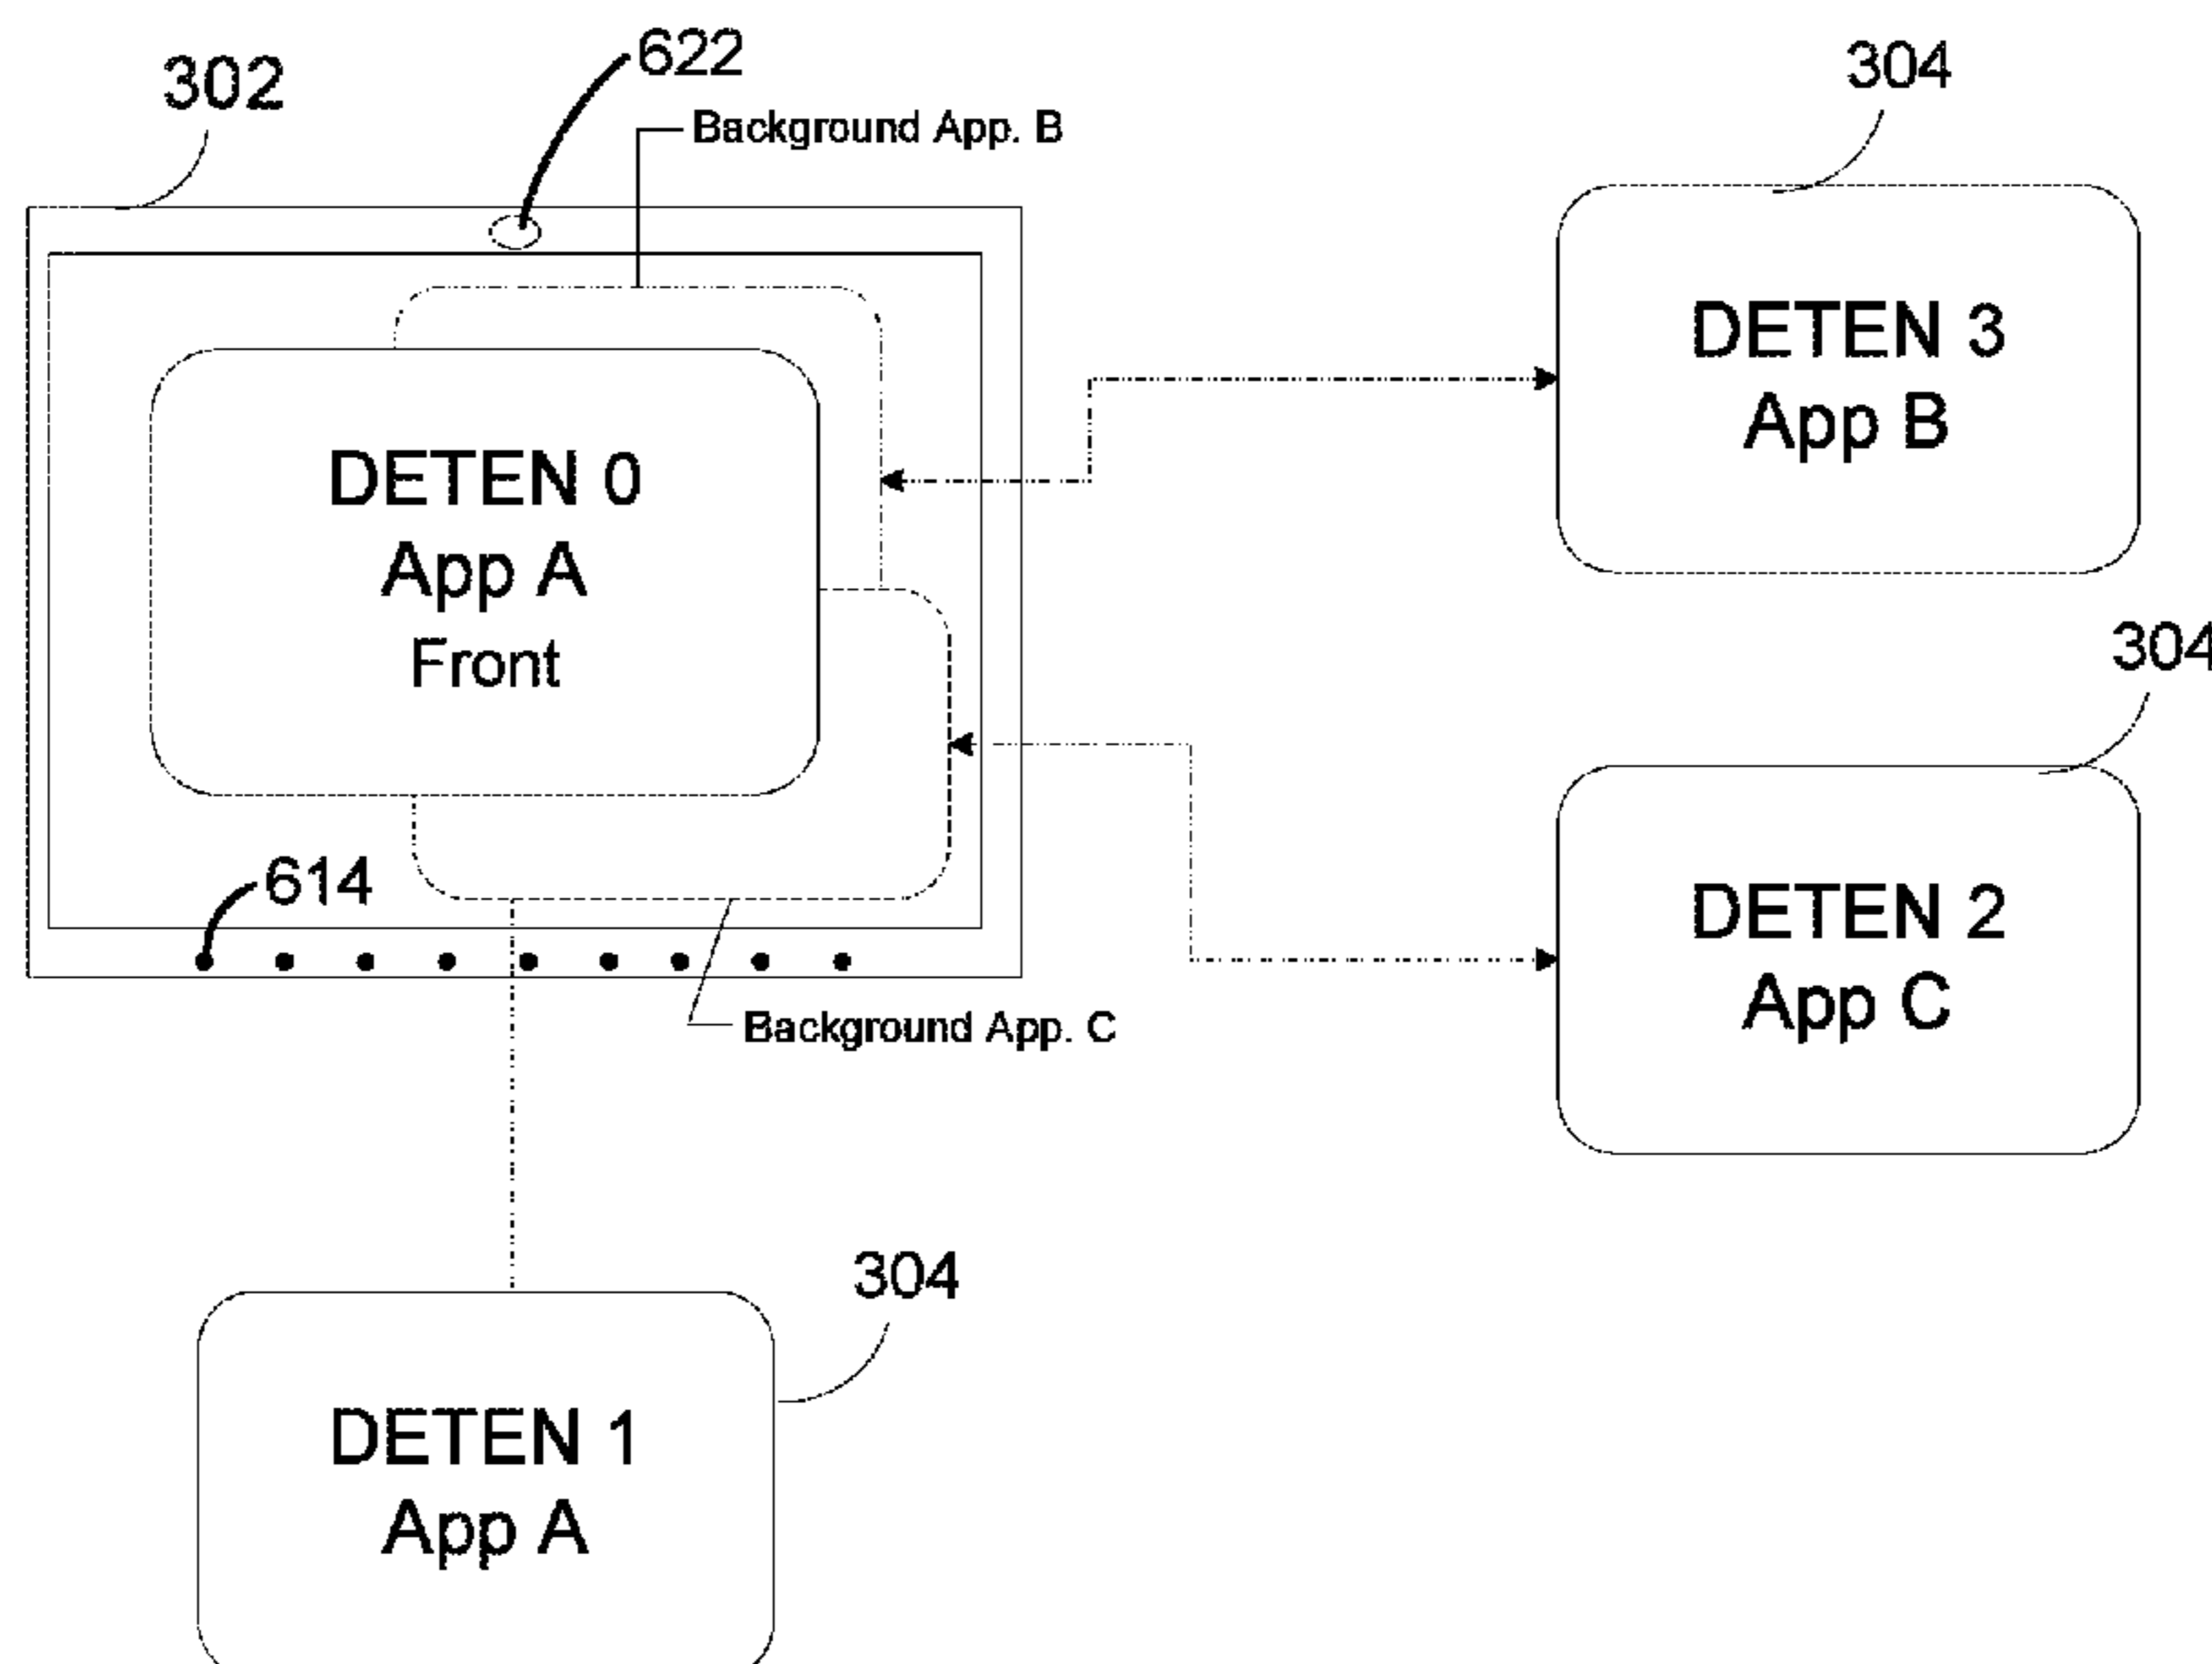 622
302
304
Background App. B
DETEN 3
App B
DETEN 0
App A
Front
304
614
DETEN 2
App C
Background App. C
304
DETEN 1
App A